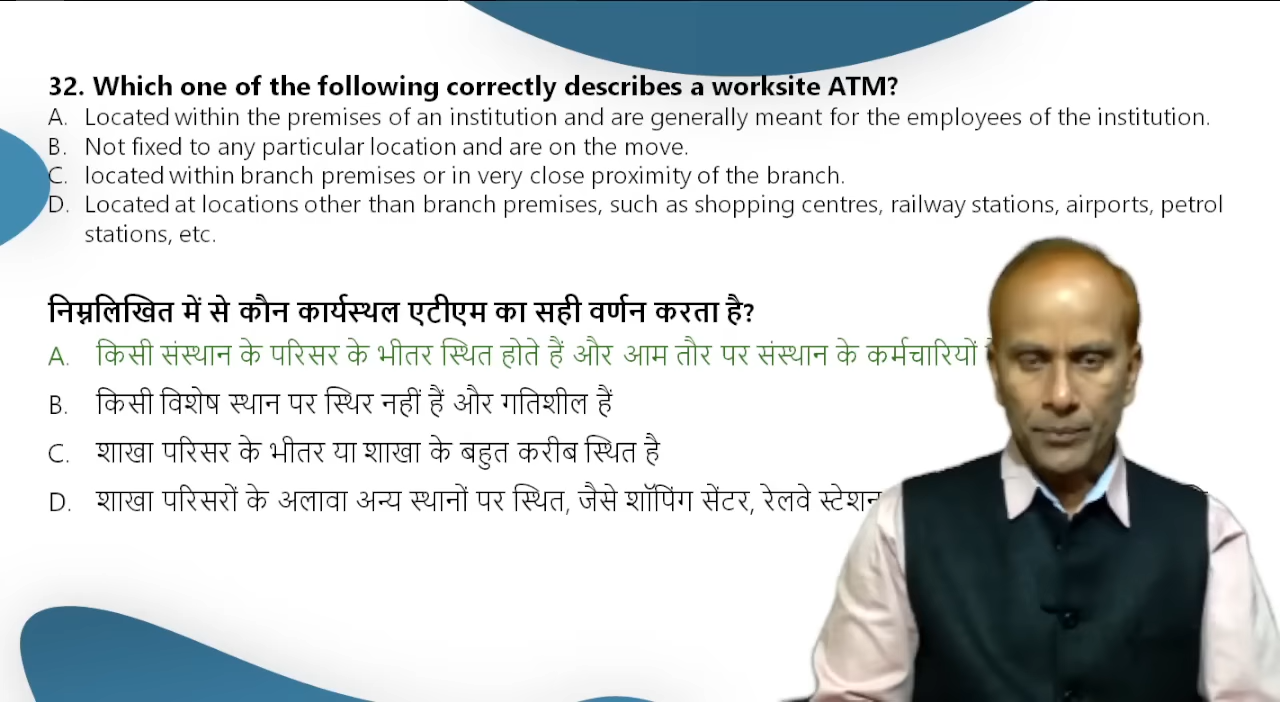 32. Which one of the following correctly describes a worksite ATM?
A. Located within the premises of an institution and are generally meant for the employees of the institution.
B. Not fixed to any particular location and are on the move.
C. located within branch premises or in very close proximity of the branch.
D. Located at locations other than branch premises, such as shopping centres, railway stations, airports, petrol
stations, etc.
निम्नलिखित में से कौन कार्यस्थल एटीएम का सही वर्णन करता है?
A. किसी संस्थान के परिसर के भीतर स्थित होते हैं और आम तौर पर संस्थान के कर्मचारियों
B. किसी विशेष स्थान पर स्थिर नहीं हैं और गतिशील हैं
C. शाखा परिसर के भीतर या शाखा के बहुत करीब स्थित है
D. शाखा परिसरों के अलावा अन्य स्थानों पर स्थित, जैसे शॉपिंग सेंटर, रेलवे स्टेशन